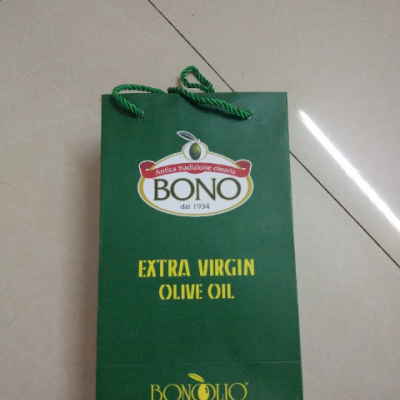 Antica tradizione olearia
BONO
dal 1934
EXTRA VIRGIN
OLIVE OIL
BONOLIO